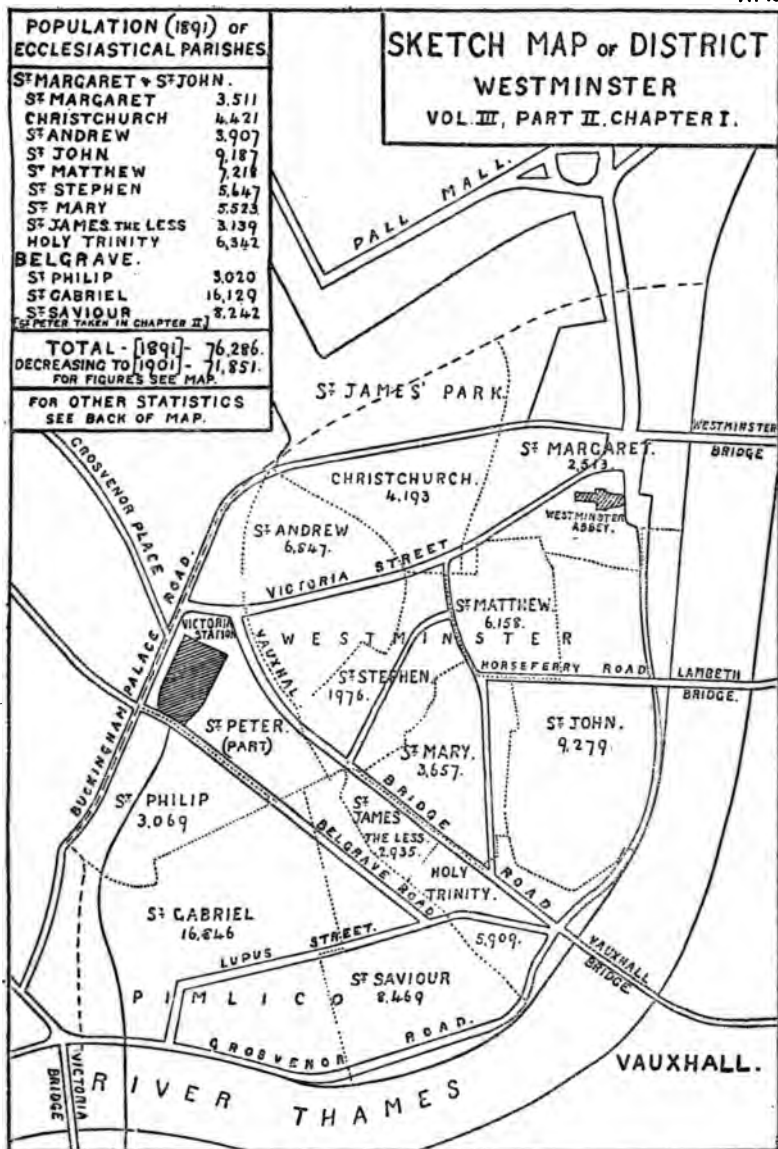 POPULATION (1891) OF
ECCLESIASTICAL PARISHES
ST MARGARET & ST JOHN.
ST MARGARET 3,511
CHRISTCHURCH 4,421
ST ANDREW 3,907
ST JOHN 9,187
ST MATTHEW 7,218
ST STEPHEN 5,647
ST MARY 5,523
ST JAMES THE LESS 3,139
HOLY TRINITY 6,342
BELGRAVE.
ST PHILIP 3,020
ST GABRIEL 16,129
ST SAVIOUR 8,242
[ST PETER TAKEN IN CHAPTER II]
TOTAL - [1891] - 76,286.
DECREASING TO [1901] - 71,851.
FOR FIGURES SEE MAP.
FOR OTHER STATISTICS
SEE BACK OF MAP.
SKETCH MAP OF DISTRICT
WESTMINSTER
VOL. III, PART II. CHAPTER I.
PALL MALL.
ST JAMES' PARK
GROSVENOR PLACE
WESTMINSTER
BRIDGE
ST MARGARET.
2,513.
CHRISTCHURCH.
4,193
WESTMINSTER
ABBEY.
ST ANDREW
6,847.
VICTORIA STREET
BUCKINGHAM PALACE ROAD.
VICTORIA
STATION
VAUXHAL BRIDGE ROAD
ST MATTHEW.
6,158.
WESTMINSTER
HORSEFERRY ROAD
LAMBETH
BRIDGE.
ST STEPHEN.
1976.
ST PETER.
(PART)
ST JOHN.
9,279
ST MARY.
3,657.
ST PHILIP
3,069
ST JAMES
THE LESS
2,935.
BELGRAVE ROAD
HOLY
TRINITY.
5,909.
ST GABRIEL
16,846
LUPUS STREET.
VAUXHALL
BRIDGE.
ST SAVIOUR
8,469
PIMLICO
GROSVENOR ROAD.
VICTORIA
BRIDGE
VAUXHALL.
RIVER THAMES